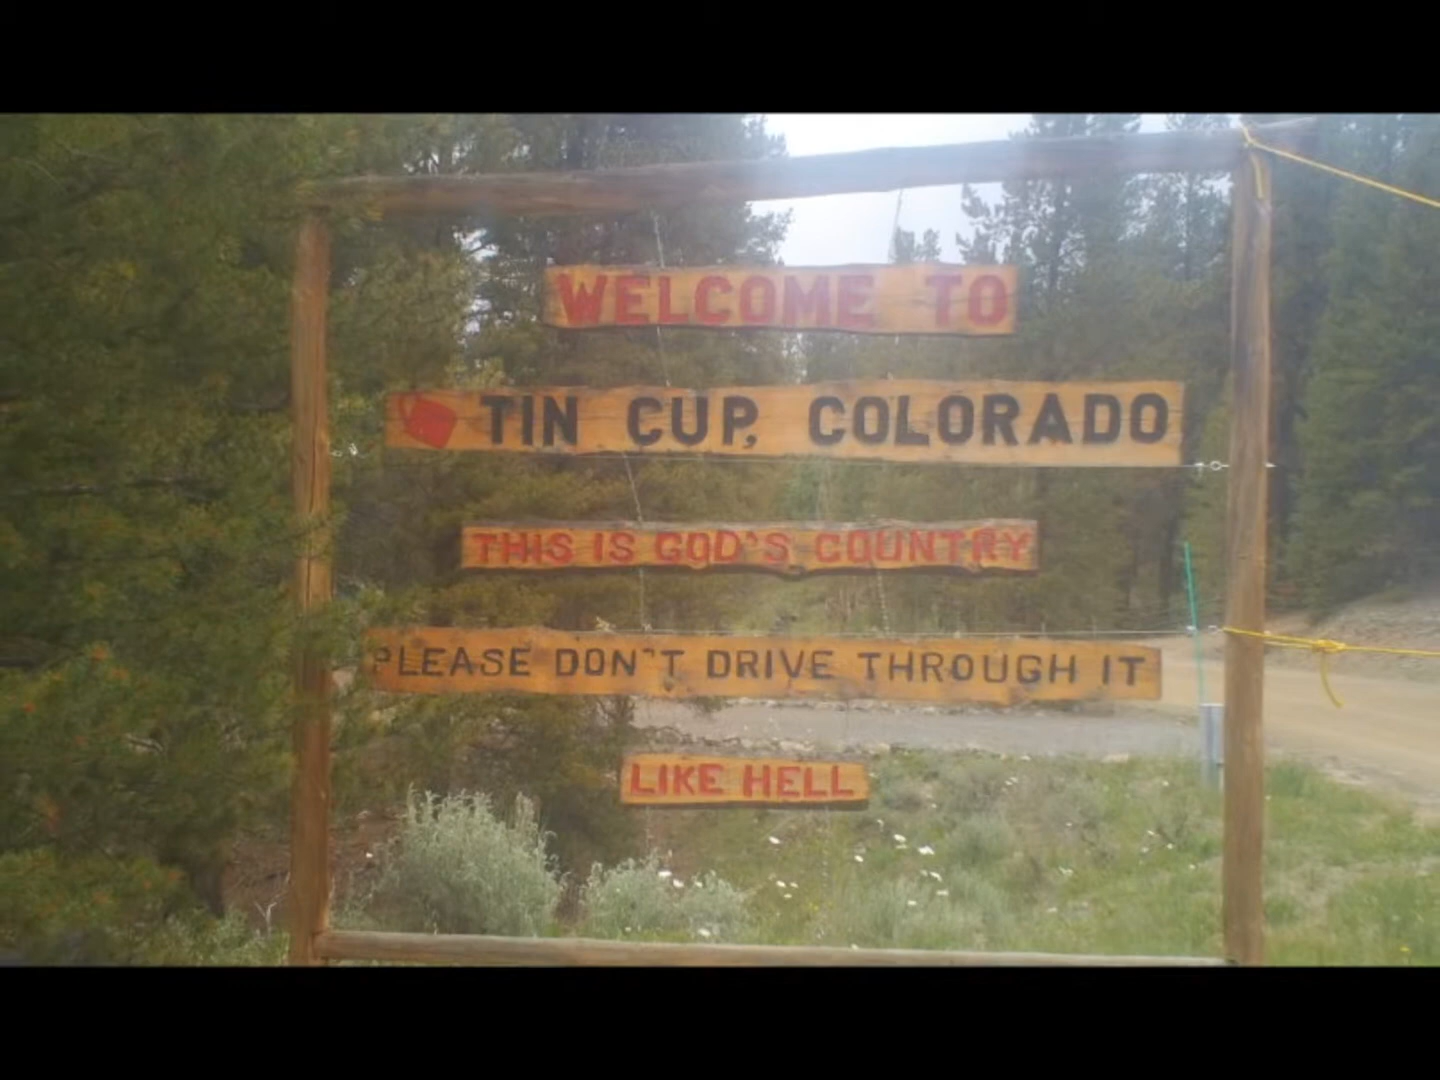 WELCOME TO
TIN CUP, COLORADO
THIS IS GOD'S COUNTRY
PLEASE DON'T DRIVE THROUGH IT
LIKE HELL